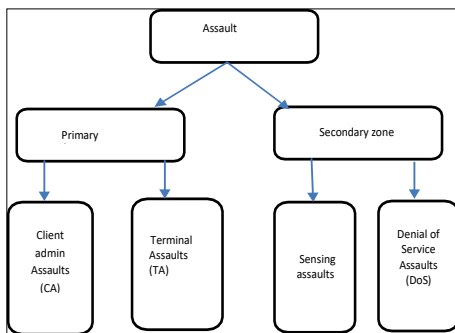 Assault
Primary
Secondary zone
Client
admin
Assaults
(CA)
Terminal
Assaults
(TA)
Sensing
assaults
Denial of
Service
Assaults
(DoS)